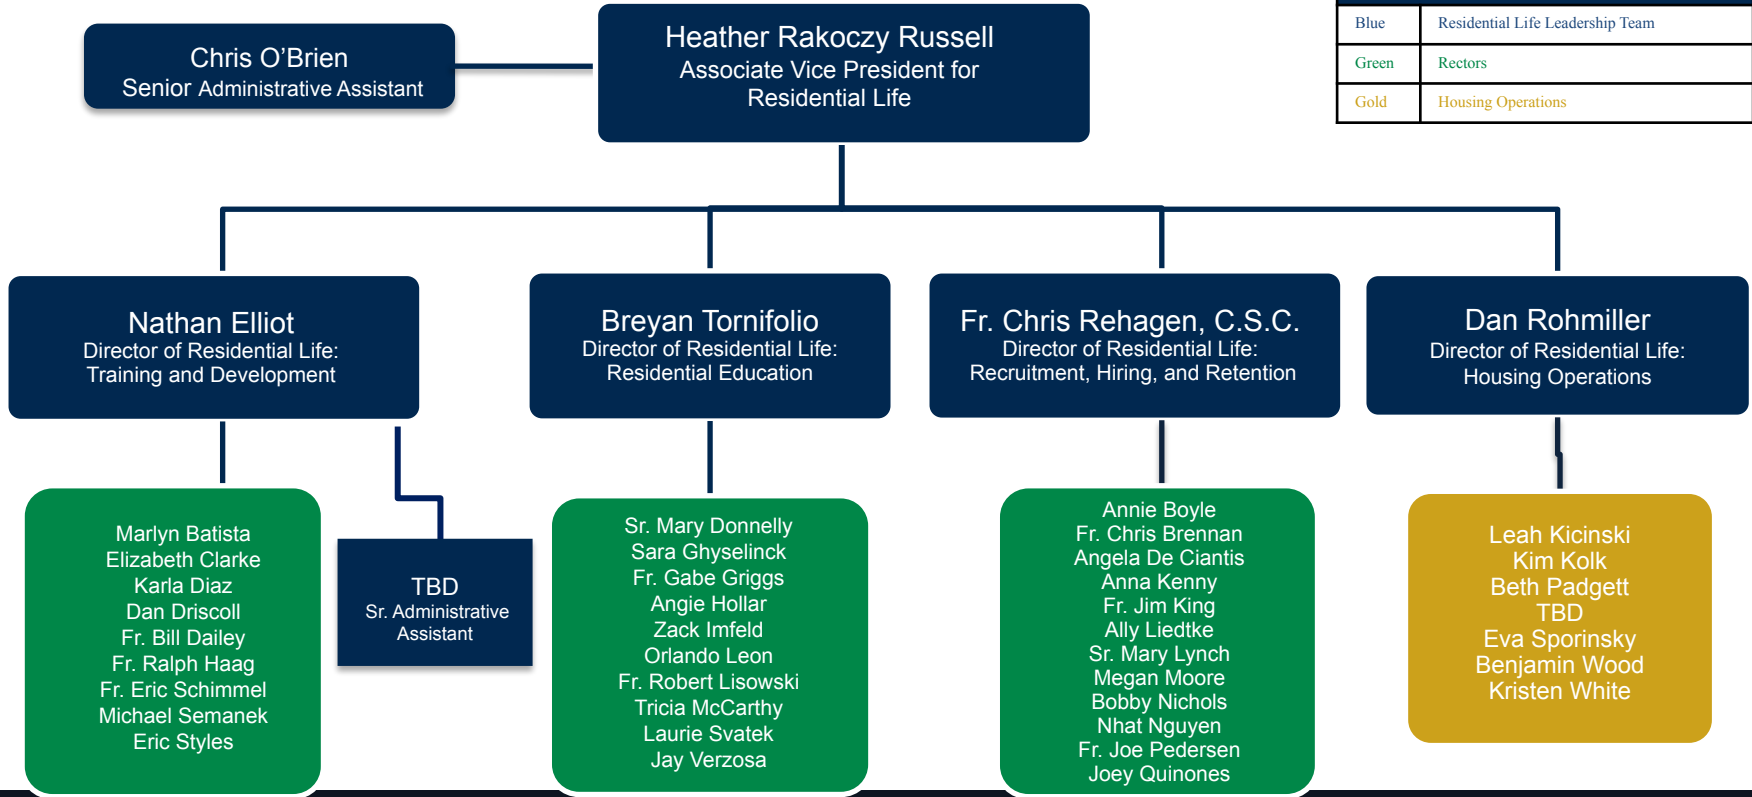 Chris O’Brien
Senior Administrative Assistant
Heather Rakoczy Russell
Associate Vice President for
Residential Life
Blue Residential Life Leadership Team
Green Rectors
Gold Housing Operations
Nathan Elliot
Director of Residential Life:
Training and Development
Breyan Tornifolio
Director of Residential Life:
Residential Education
Fr. Chris Rehagen, C.S.C.
Director of Residential Life:
Recruitment, Hiring, and Retention
Dan Rohmiller
Director of Residential Life:
Housing Operations
Marlyn Batista
Elizabeth Clarke
Karla Diaz
Dan Driscoll
Fr. Bill Dailey
Fr. Ralph Haag
Fr. Eric Schimmel
Michael Semanek
Eric Styles
TBD
Sr. Administrative
Assistant
Sr. Mary Donnelly
Sara Ghyselinck
Fr. Gabe Griggs
Angie Hollar
Zack Imfeld
Orlando Leon
Fr. Robert Lisowski
Tricia McCarthy
Laurie Svatek
Jay Verzosa
Annie Boyle
Fr. Chris Brennan
Angela De Ciantis
Anna Kenny
Fr. Jim King
Ally Liedtke
Sr. Mary Lynch
Megan Moore
Bobby Nichols
Nhat Nguyen
Fr. Joe Pedersen
Joey Quinones
Leah Kicinski
Kim Kolk
Beth Padgett
TBD
Eva Sporinsky
Benjamin Wood
Kristen White